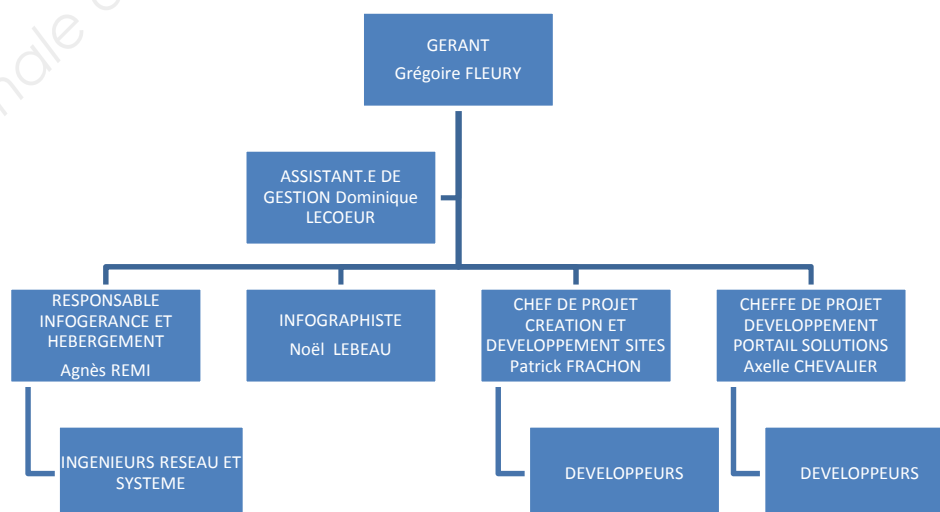 nale
GERANT
Grégoire FLEURY
ASSISTANT.E DE
GESTION Dominique
LECOEUR
RESPONSABLE
INFOGERANCE ET
HEBERGEMENT
Agnès REMI
INFOGRAPHISTE
Noël LEBEAU
CHEF DE PROJET
CREATION ET
DEVELOPPEMENT SITES
Patrick FRACHON
CHEFFE DE PROJET
DEVELOPPEMENT
PORTAIL SOLUTIONS
Axelle CHEVALIER
INGENIEURS RESEAU ET
SYSTEME
DEVELOPPEURS
DEVELOPPEURS